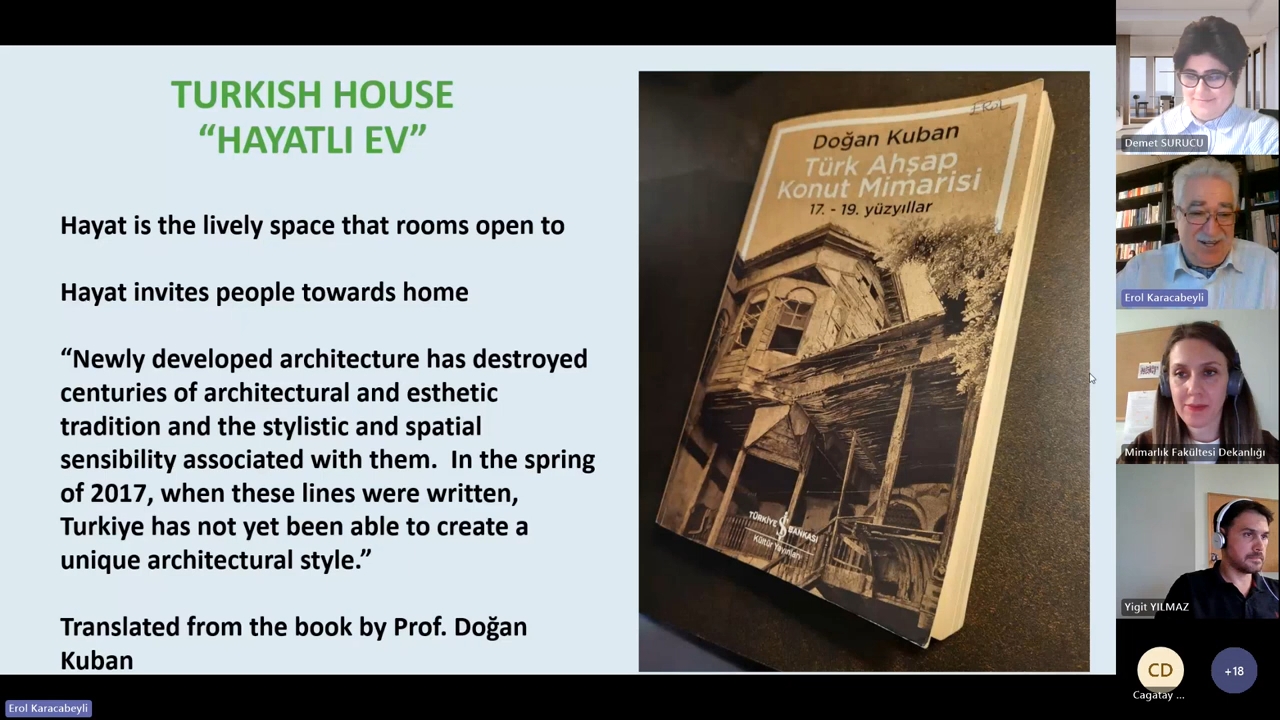 TURKISH HOUSE
“HAYATLI EV”
Hayat is the lively space that rooms open to
Hayat invites people towards home
“Newly developed architecture has destroyed
centuries of architectural and esthetic
tradition and the stylistic and spatial
sensibility associated with them. In the spring
of 2017, when these lines were written,
Turkiye has not yet been able to create a
unique architectural style.”
Translated from the book by Prof. Doğan
Kuban
Doğan Kuban
Türk Ahşap
Konut Mimarisi
17. - 19. yüzyıllar
TÜRKİYE İŞ BANKASI
Kültür Yayınları
Demet SURUCU
Erol Karacabeyli
Mimarlık Fakültesi Dekanlığı
Yigit YILMAZ
CD
Cagatay ...
+18
Erol Karacabeyli